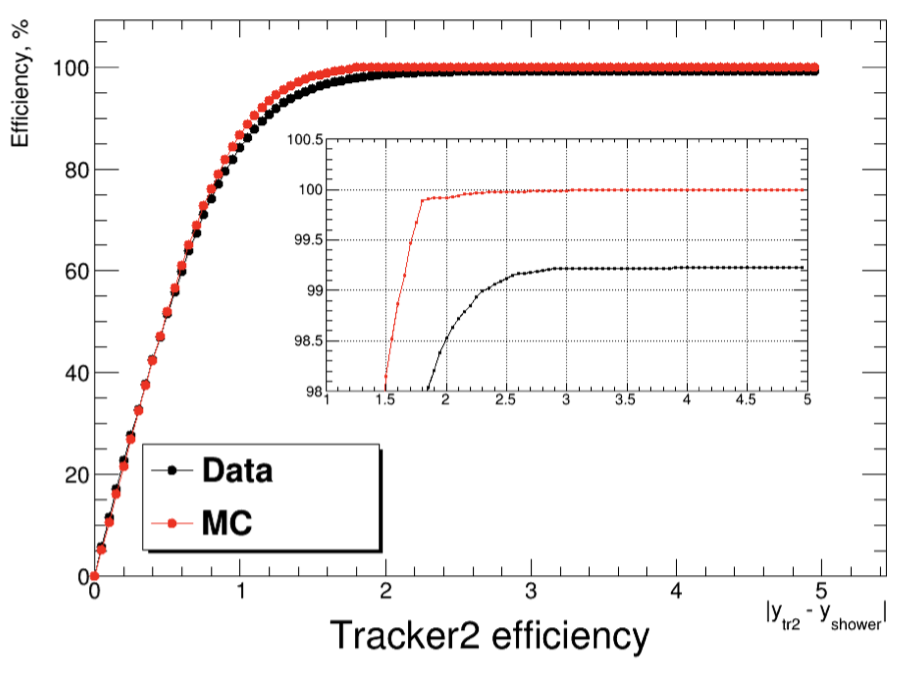 Efficiency, %
100
80
60
40
20
0
100.5
100
99.5
99
98.5
98
1 1.5 2 2.5 3 3.5 4 4.5 5
Data
MC
0 1 2 3 4 5
|y tr2 - y shower|
Tracker2 efficiency